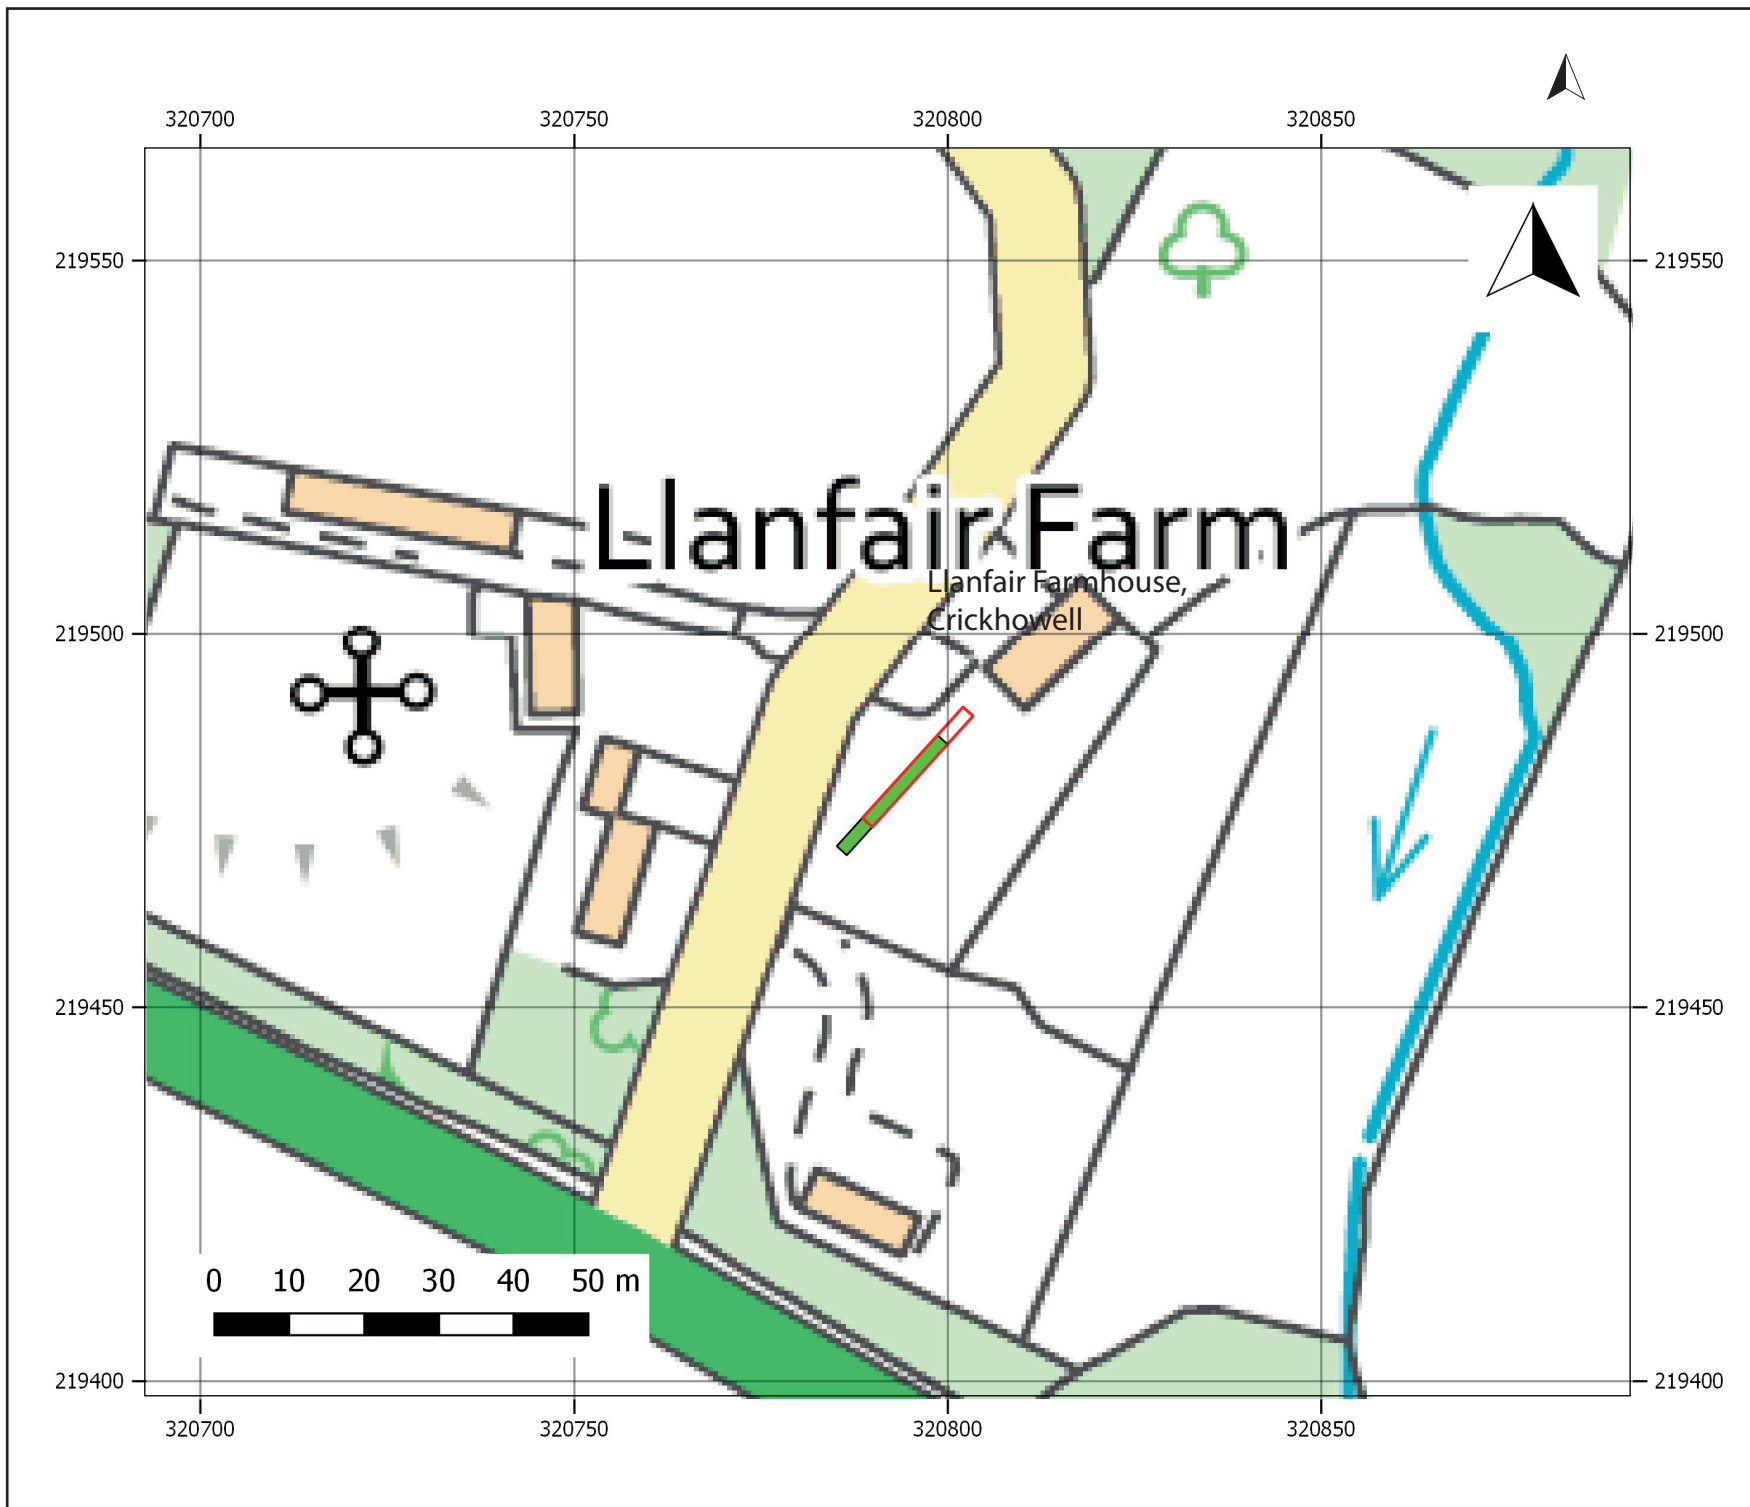 320700 320750 320800 320850
219550 219550
Llanfair Farm
Llanfair Farmhouse,
Crickhowell
219500 219500
219450 219450
0 10 20 30 40 50 m
219400 219400
320700 320750 320800 320850